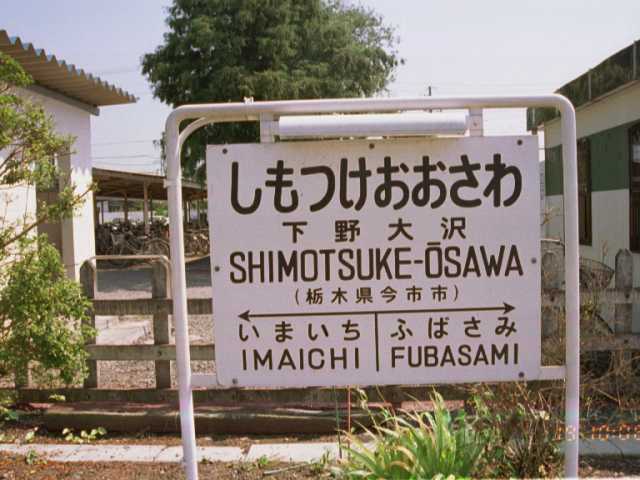 しもつけおおさわ
下野大沢
SHIMOTSUKE-ŌSAWA
(栃木県今市市)
いまいち ふばさみ
IMAICHI FUBASAMI